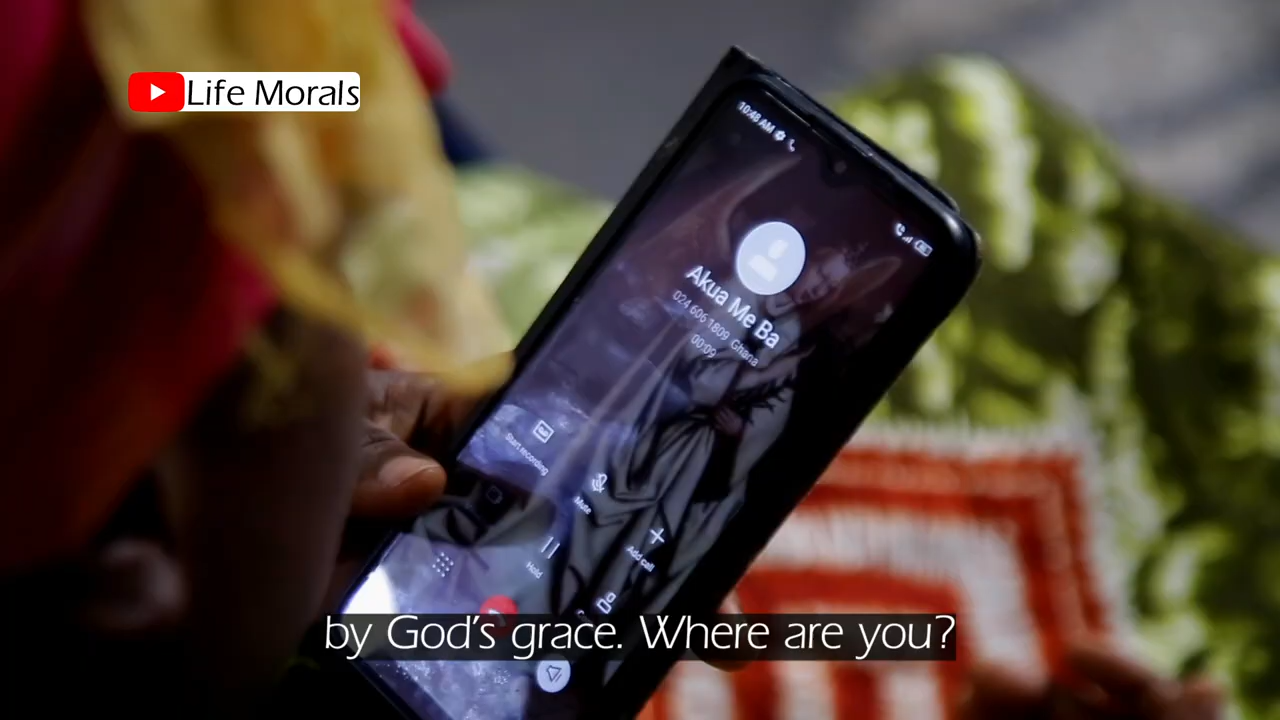 Life Morals
10:48 AM
Akua Me Ba
024 606 1809 Ghana
00:09
Start recording
Mute
Add call
Hold
by God's grace. Where are you?